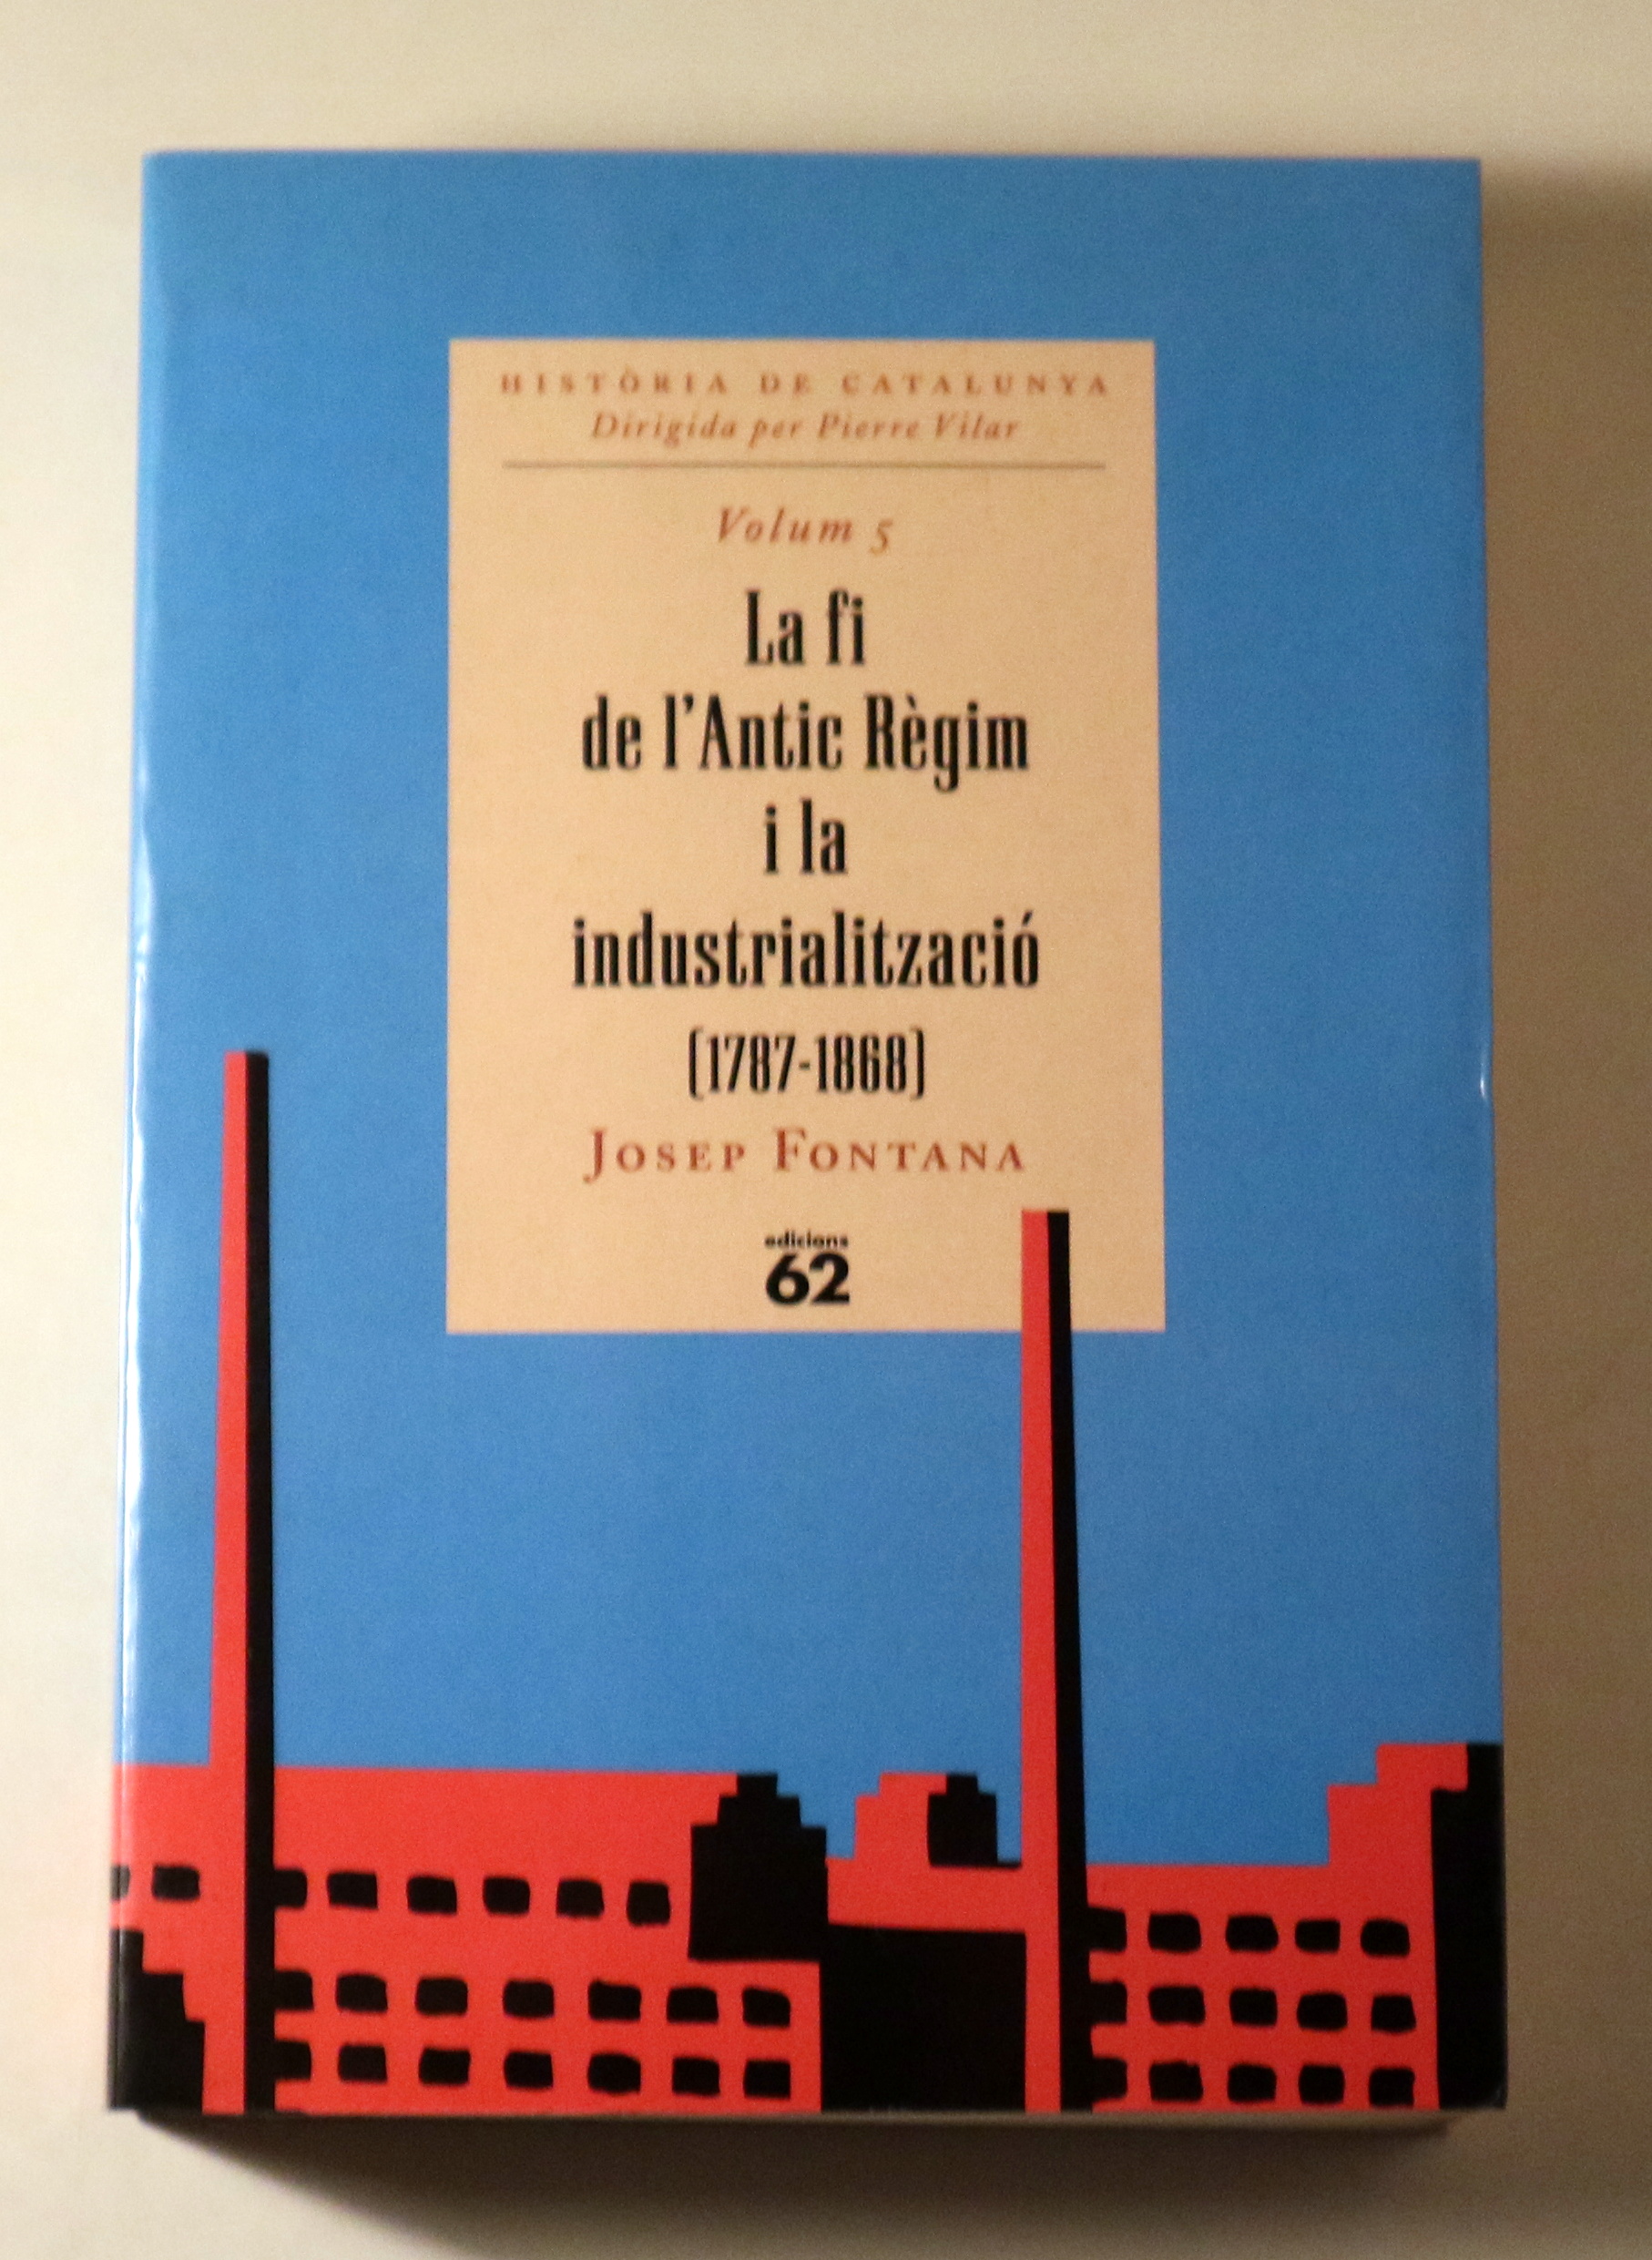 HISTÒRIA DE CATALUNYA
Dirigida per Pierre Vilar
Volum 5
La fi
de l'Antic Règim
i la
industrialització
(1787-1868)
JOSEP FONTANA
edicions
62